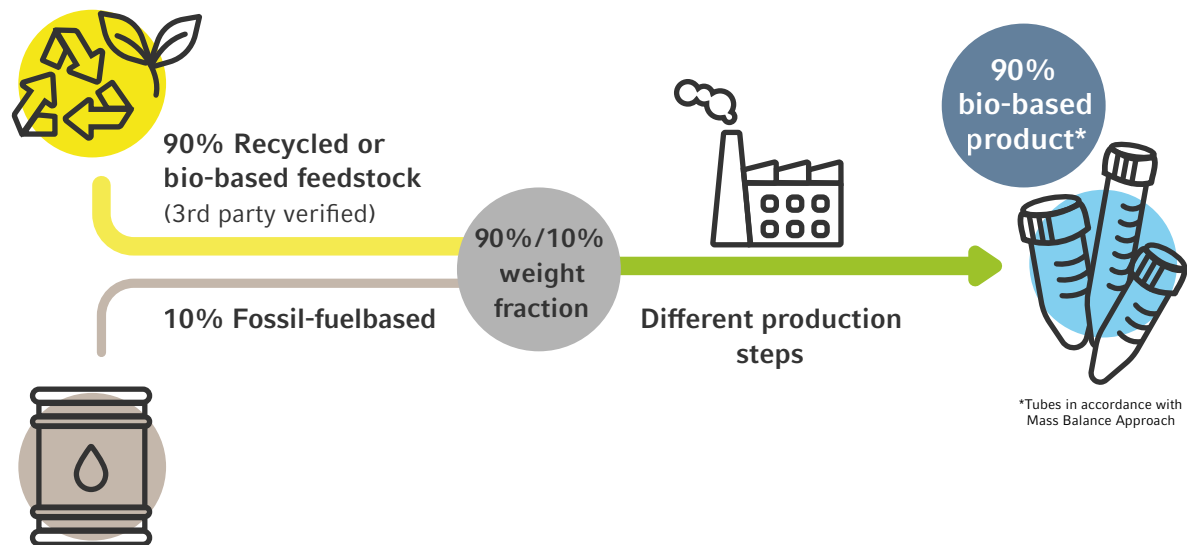 90% Recycled or
bio-based feedstock
(3rd party verified)
10% Fossil-fuelbased
90%/10%
weight
fraction
Different production
steps
90%
bio-based
product*
*Tubes in accordance with
Mass Balance Approach